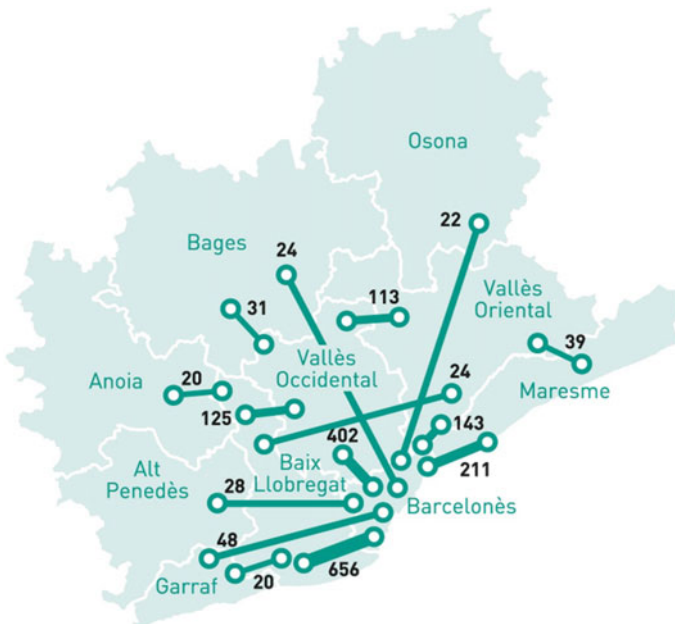 Osona
22
Bages
24
31
113
Vallès
Oriental
39
Vallès
Occidental
24
Anoia
20
Maresme
125
402
143
211
Alt
Penedès
Baix
Llobregat
28
Barcelonès
48
Garraf
20
656